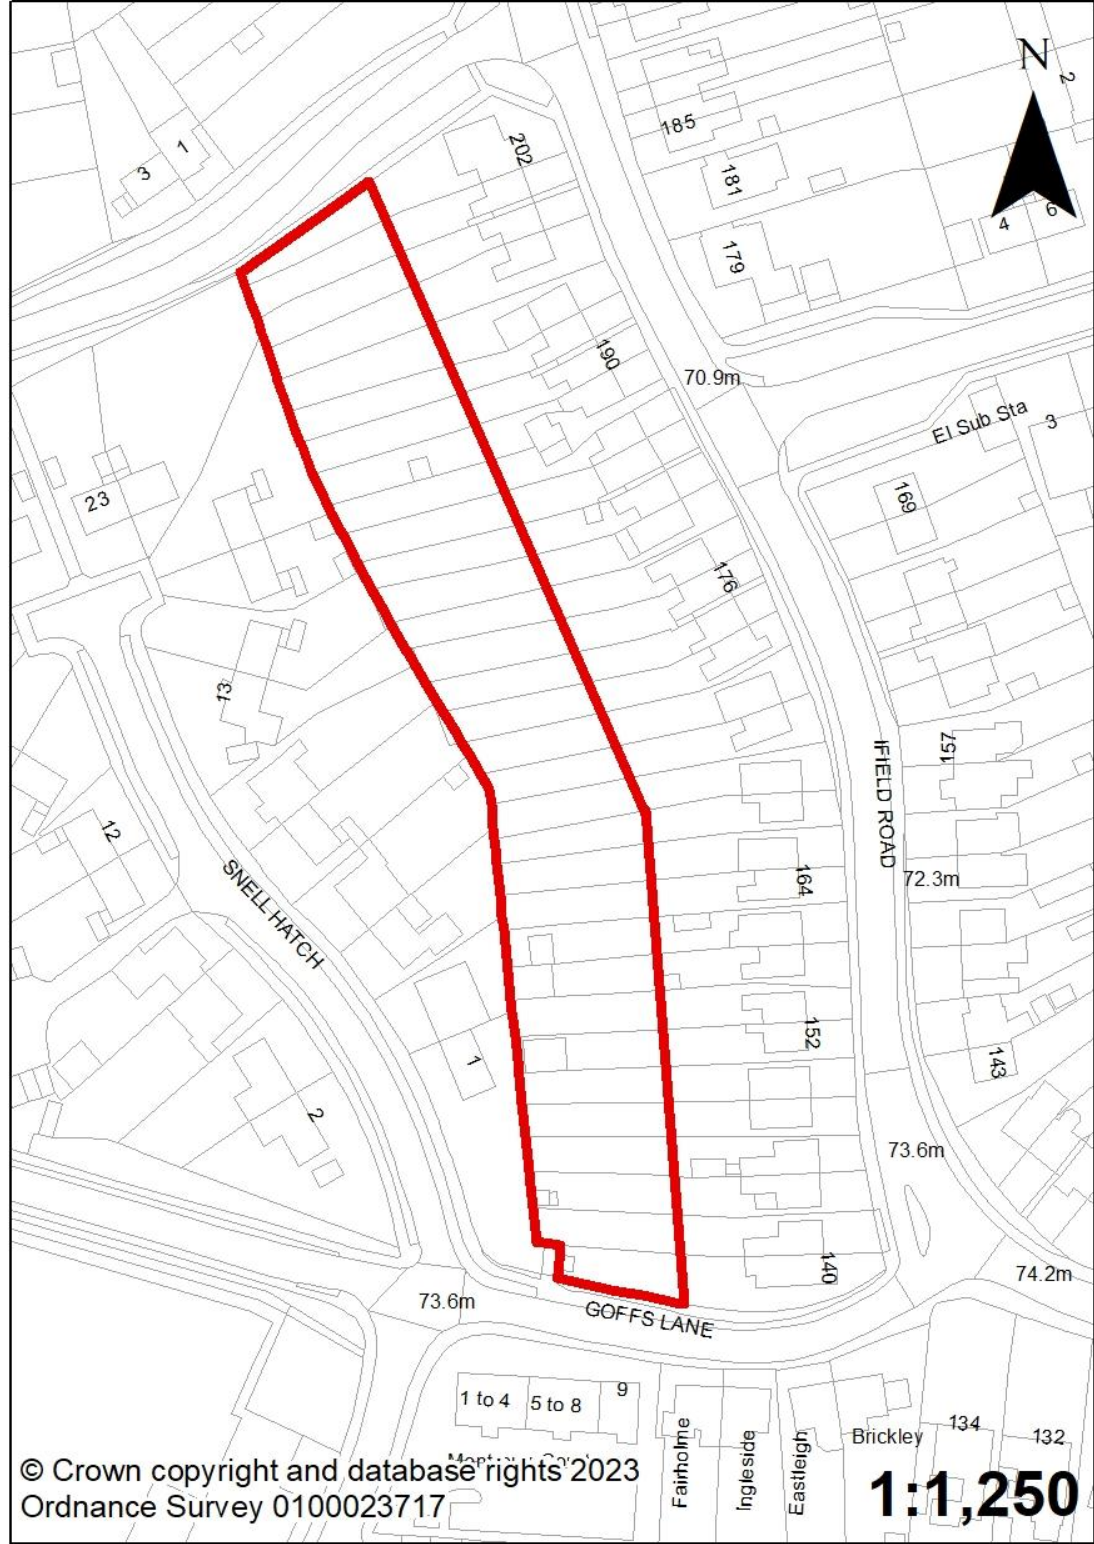 N
2
202
185
1
3
181
6
4
179
190
70.9m
El Sub Sta
3
23
169
176
13
IFIELD ROAD
157
12
SNELL HATCH
164
72.3m
152
1
143
2
73.6m
140
74.2m
73.6m
GOFFS LANE
1 to 4
5 to 8
9
Fairholme
Ingleside
Eastleigh
Brickley
134
132
© Crown copyright and database rights 2023
Ordnance Survey 0100023717
1:1,250